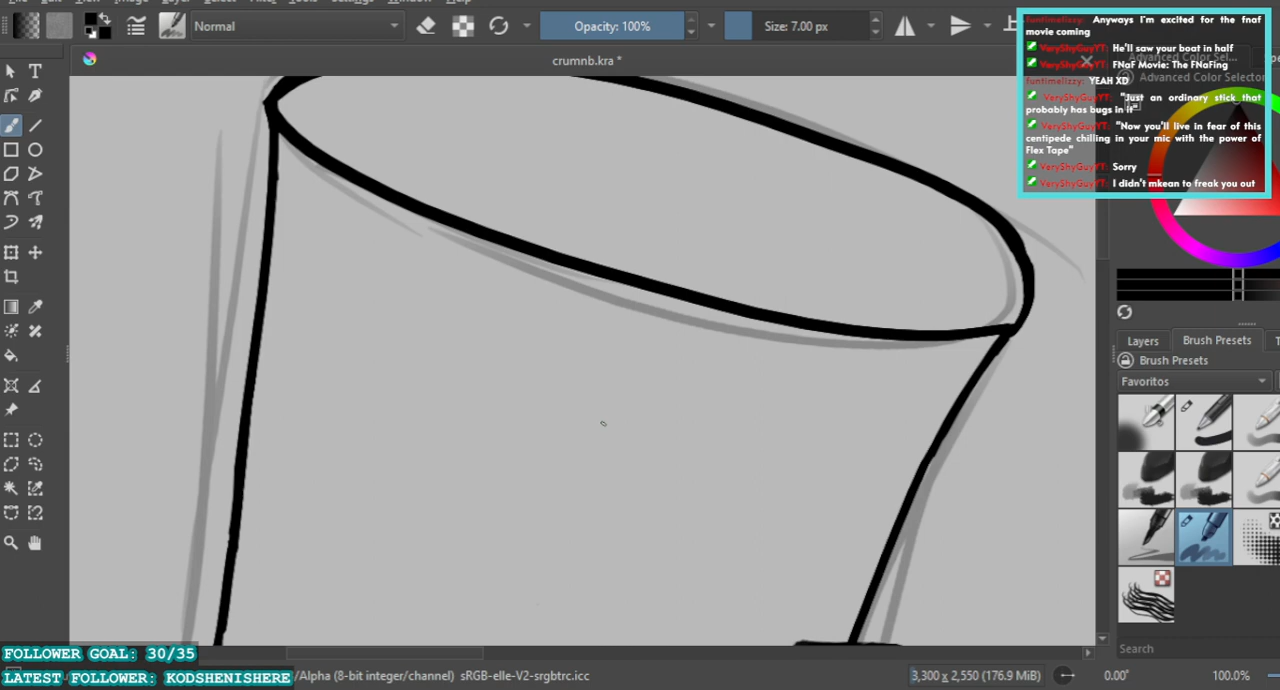 Normal
Opacity: 100%
Size: 7.00 px
crumnb.kra *
funtimelizzy: Anyways I'm excited for the fnaf
movie coming
VeryShyGuyYT: He'll saw your boat in half
VeryShyGuyYT: FNaF Movie: The FNaFing
funtimelizzy: YEAH XD
VeryShyGuyYT: "Just an ordinary stick that
probably has bugs in it"
VeryShyGuyYT: "Now you'll live in fear of this
centipede chilling in your mic with the power of
Flex Tape"
VeryShyGuyYT: Sorry
VeryShyGuyYT: I didn't mkean to freak you out
Advanced Color Sel...
Advanced Color Selector
Layers
Brush Presets
Brush Presets
Favoritos
Search
FOLLOWER GOAL: 30/35
LATEST FOLLOWER: KODSHENISHERE
/Alpha (8-bit integer/channel) sRGB-elle-V2-srgbtrc.icc
3,300 x 2,550 (176.9 MiB)
0.00°
100.0%